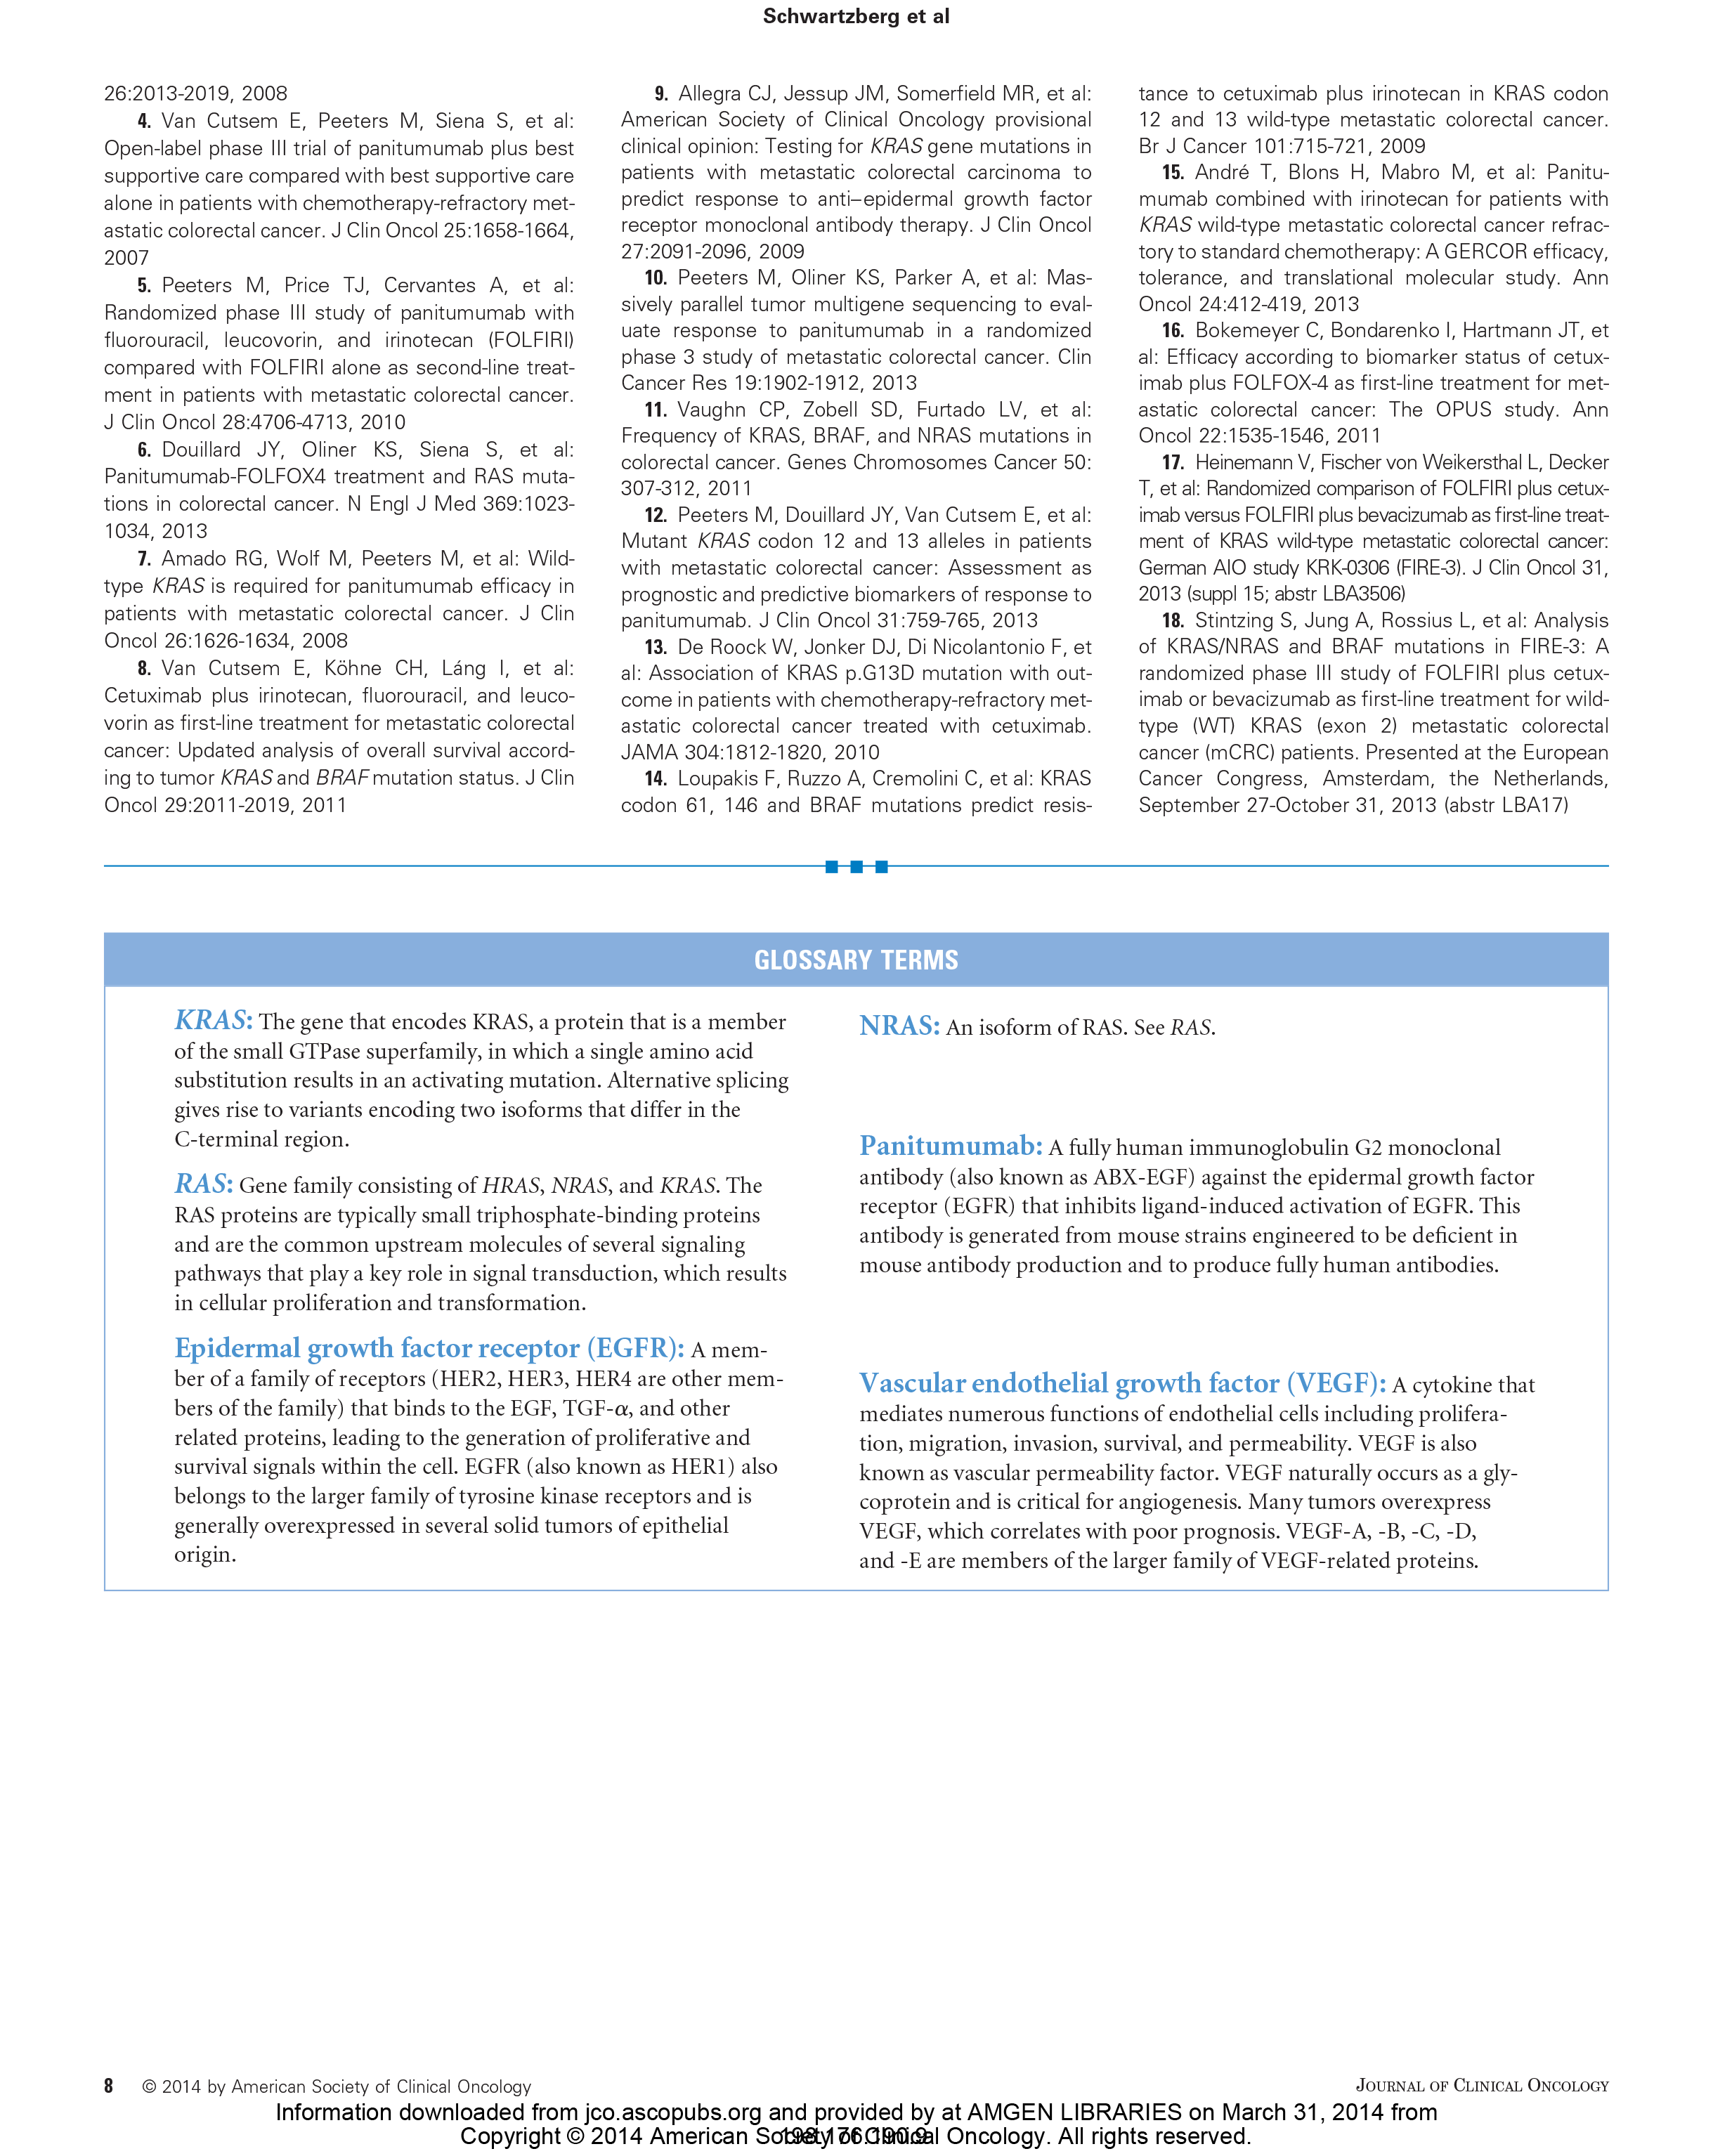 Schwartzberg et al
26:2013-2019, 2008
4. Van Cutsem E, Peeters M, Siena S, et al:
Open-label phase III trial of panitumumab plus best
supportive care compared with best supportive care
alone in patients with chemotherapy-refractory met-
astatic colorectal cancer. J Clin Oncol 25:1658-1664,
2007
5. Peeters M, Price TJ, Cervantes A, et al:
Randomized phase III study of panitumumab with
fluorouracil, leucovorin, and irinotecan (FOLFIRI)
compared with FOLFIRI alone as second-line treat-
ment in patients with metastatic colorectal cancer.
J Clin Oncol 28:4706-4713, 2010
6. Douillard JY, Oliner KS, Siena S, et al:
Panitumumab-FOLFOX4 treatment and RAS muta-
tions in colorectal cancer. N Engl J Med 369:1023-
1034, 2013
7. Amado RG, Wolf M, Peeters M, et al: Wild-
type KRAS is required for panitumumab efficacy in
patients with metastatic colorectal cancer. J Clin
Oncol 26:1626-1634, 2008
8. Van Cutsem E, Köhne CH, Láng I, et al:
Cetuximab plus irinotecan, fluorouracil, and leuco-
vorin as first-line treatment for metastatic colorectal
cancer: Updated analysis of overall survival accord-
ing to tumor KRAS and BRAF mutation status. J Clin
Oncol 29:2011-2019, 2011
9. Allegra CJ, Jessup JM, Somerfield MR, et al:
American Society of Clinical Oncology provisional
clinical opinion: Testing for KRAS gene mutations in
patients with metastatic colorectal carcinoma to
predict response to anti–epidermal growth factor
receptor monoclonal antibody therapy. J Clin Oncol
27:2091-2096, 2009
10. Peeters M, Oliner KS, Parker A, et al: Mas-
sively parallel tumor multigene sequencing to eval-
uate response to panitumumab in a randomized
phase 3 study of metastatic colorectal cancer. Clin
Cancer Res 19:1902-1912, 2013
11. Vaughn CP, Zobell SD, Furtado LV, et al:
Frequency of KRAS, BRAF, and NRAS mutations in
colorectal cancer. Genes Chromosomes Cancer 50:
307-312, 2011
12. Peeters M, Douillard JY, Van Cutsem E, et al:
Mutant KRAS codon 12 and 13 alleles in patients
with metastatic colorectal cancer: Assessment as
prognostic and predictive biomarkers of response to
panitumumab. J Clin Oncol 31:759-765, 2013
13. De Roock W, Jonker DJ, Di Nicolantonio F, et
al: Association of KRAS p.G13D mutation with out-
come in patients with chemotherapy-refractory met-
astatic colorectal cancer treated with cetuximab.
JAMA 304:1812-1820, 2010
14. Loupakis F, Ruzzo A, Cremolini C, et al: KRAS
codon 61, 146 and BRAF mutations predict resis-
tance to cetuximab plus irinotecan in KRAS codon
12 and 13 wild-type metastatic colorectal cancer.
Br J Cancer 101:715-721, 2009
15. André T, Blons H, Mabro M, et al: Panitu-
mumab combined with irinotecan for patients with
KRAS wild-type metastatic colorectal cancer refrac-
tory to standard chemotherapy: A GERCOR efficacy,
tolerance, and translational molecular study. Ann
Oncol 24:412-419, 2013
16. Bokemeyer C, Bondarenko I, Hartmann JT, et
al: Efficacy according to biomarker status of cetux-
imab plus FOLFOX-4 as first-line treatment for met-
astatic colorectal cancer: The OPUS study. Ann
Oncol 22:1535-1546, 2011
17. Heinemann V, Fischer von Weikersthal L, Decker
T, et al: Randomized comparison of FOLFIRI plus cetux-
imab versus FOLFIRI plus bevacizumab as first-line treat-
ment of KRAS wild-type metastatic colorectal cancer:
German AIO study KRK-0306 (FIRE-3). J Clin Oncol 31,
2013 (suppl 15; abstr LBA3506)
18. Stintzing S, Jung A, Rossius L, et al: Analysis
of KRAS/NRAS and BRAF mutations in FIRE-3: A
randomized phase III study of FOLFIRI plus cetux-
imab or bevacizumab as first-line treatment for wild-
type (WT) KRAS (exon 2) metastatic colorectal
cancer (mCRC) patients. Presented at the European
Cancer Congress, Amsterdam, the Netherlands,
September 27-October 31, 2013 (abstr LBA17)
GLOSSARY TERMS
KRAS: The gene that encodes KRAS, a protein that is a member
of the small GTPase superfamily, in which a single amino acid
substitution results in an activating mutation. Alternative splicing
gives rise to variants encoding two isoforms that differ in the
C-terminal region.
RAS: Gene family consisting of HRAS, NRAS, and KRAS. The
RAS proteins are typically small triphosphate-binding proteins
and are the common upstream molecules of several signaling
pathways that play a key role in signal transduction, which results
in cellular proliferation and transformation.
Epidermal growth factor receptor (EGFR): A mem-
ber of a family of receptors (HER2, HER3, HER4 are other mem-
bers of the family) that binds to the EGF, TGF-α, and other
related proteins, leading to the generation of proliferative and
survival signals within the cell. EGFR (also known as HER1) also
belongs to the larger family of tyrosine kinase receptors and is
generally overexpressed in several solid tumors of epithelial
origin.
NRAS: An isoform of RAS. See RAS.
Panitumumab: A fully human immunoglobulin G2 monoclonal
antibody (also known as ABX-EGF) against the epidermal growth factor
receptor (EGFR) that inhibits ligand-induced activation of EGFR. This
antibody is generated from mouse strains engineered to be deficient in
mouse antibody production and to produce fully human antibodies.
Vascular endothelial growth factor (VEGF): A cytokine that
mediates numerous functions of endothelial cells including prolifera-
tion, migration, invasion, survival, and permeability. VEGF is also
known as vascular permeability factor. VEGF naturally occurs as a gly-
coprotein and is critical for angiogenesis. Many tumors overexpress
VEGF, which correlates with poor prognosis. VEGF-A, -B, -C, -D,
and -E are members of the larger family of VEGF-related proteins.
8 © 2014 by American Society of Clinical Oncology
JOURNAL OF CLINICAL ONCOLOGY
Information downloaded from jco.ascopubs.org and provided by at AMGEN LIBRARIES on March 31, 2014 from
Copyright © 2014 American Society of Clinical Oncology. All rights reserved.
198.176.190.9